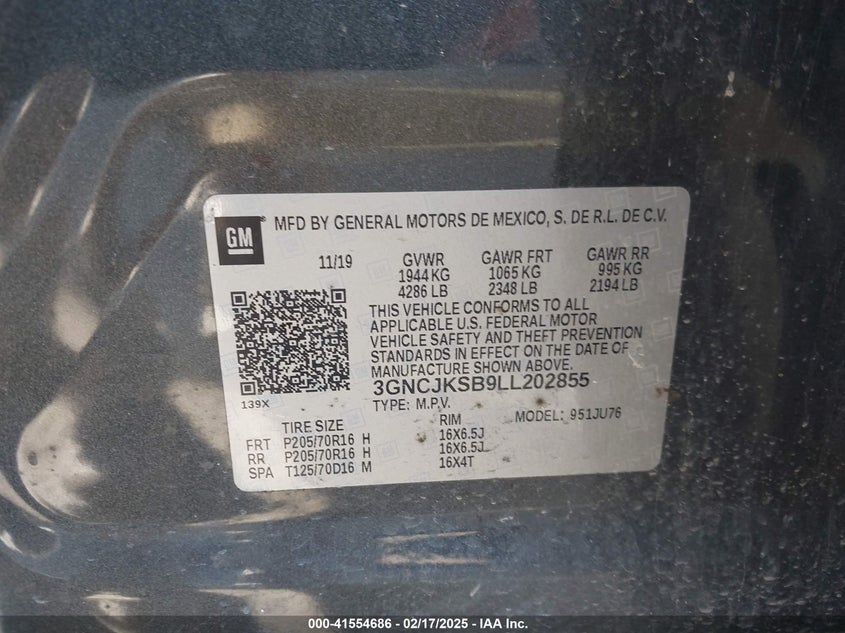 GM
MFD BY GENERAL MOTORS DE MEXICO, S. DE R.L. DE C.V.
11/19 GVWR GAWR FRT GAWR RR
1944 KG 1065 KG 995 KG
4286 LB 2348 LB 2194 LB
THIS VEHICLE CONFORMS TO ALL
APPLICABLE U.S. FEDERAL MOTOR
VEHICLE SAFETY AND THEFT PREVENTION
STANDARDS IN EFFECT ON THE DATE OF
MANUFACTURE SHOWN ABOVE.
3GNCJKSB9LL202855
139X
TYPE: M.P.V. MODEL: 951JU76
TIRE SIZE RIM
FRT P205/70R16 H 16X6.5J
RR P205/70R16 H 16X6.5J
SPA T125/70D16 M 16X4T
000-41554686 - 02/17/2025 - IAA Inc.